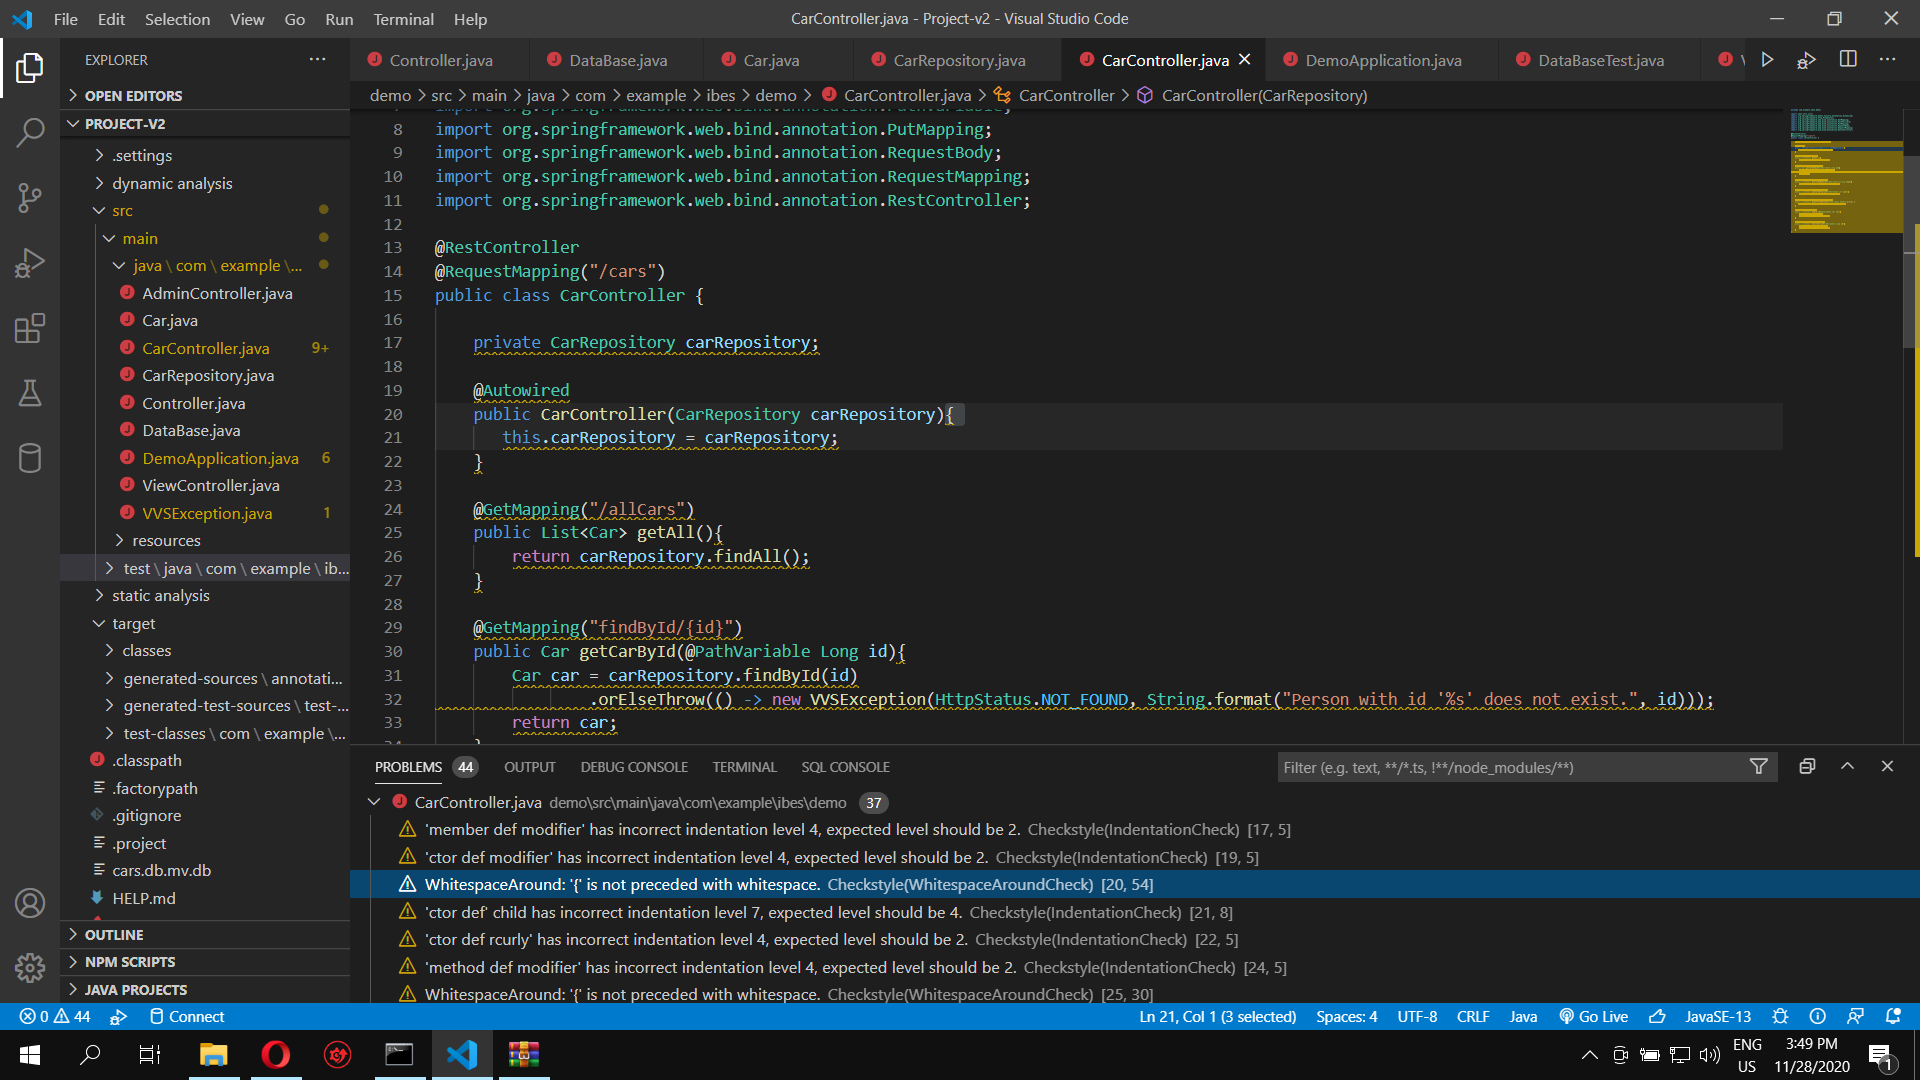 File Edit Selection View Go Run Terminal Help
CarController.java - Project-v2 - Visual Studio Code
EXPLORER
OPEN EDITORS
PROJECT-V2
.settings
dynamic analysis
src
main
java \ com \ example \...
AdminController.java
Car.java
CarController.java 9+
CarRepository.java
Controller.java
DataBase.java
DemoApplication.java 6
ViewController.java
VVSException.java 1
resources
test \ java \ com \ example \ ib...
static analysis
target
classes
generated-sources \ annotati...
generated-test-sources \ test-...
test-classes \ com \ example \...
.classpath
.factorypath
.gitignore
.project
cars.db.mv.db
HELP.md
OUTLINE
NPM SCRIPTS
JAVA PROJECTS
Controller.java DataBase.java Car.java CarRepository.java CarController.java DemoApplication.java DataBaseTest.java
demo > src > main > java > com > example > ibes > demo > CarController.java > CarController > CarController(CarRepository)
8 import org.springframework.web.bind.annotation.PutMapping;
9 import org.springframework.web.bind.annotation.RequestBody;
10 import org.springframework.web.bind.annotation.RequestMapping;
11 import org.springframework.web.bind.annotation.RestController;
12
13 @RestController
14 @RequestMapping("/cars")
15 public class CarController {
16
17 private CarRepository carRepository;
18
19 @Autowired
20 public CarController(CarRepository carRepository){
21 this.carRepository = carRepository;
22 }
23
24 @GetMapping("/allCars")
25 public List<Car> getAll(){
26 return carRepository.findAll();
27 }
28
29 @GetMapping("findById/{id}")
30 public Car getCarById(@PathVariable Long id){
31 Car car = carRepository.findById(id)
32 .orElseThrow(() -> new VVSException(HttpStatus.NOT_FOUND, String.format("Person with id '%s' does not exist.", id)));
33 return car;
PROBLEMS 44 OUTPUT DEBUG CONSOLE TERMINAL SQL CONSOLE
Filter (e.g. text, **/*.ts, !**/node_modules/**)
CarController.java demo\src\main\java\com\example\ibes\demo 37
'member def modifier' has incorrect indentation level 4, expected level should be 2. Checkstyle(IndentationCheck) [17, 5]
'ctor def modifier' has incorrect indentation level 4, expected level should be 2. Checkstyle(IndentationCheck) [19, 5]
WhitespaceAround: '{' is not preceded with whitespace. Checkstyle(WhitespaceAroundCheck) [20, 54]
'ctor def' child has incorrect indentation level 7, expected level should be 4. Checkstyle(IndentationCheck) [21, 8]
'ctor def rcurly' has incorrect indentation level 4, expected level should be 2. Checkstyle(IndentationCheck) [22, 5]
'method def modifier' has incorrect indentation level 4, expected level should be 2. Checkstyle(IndentationCheck) [24, 5]
WhitespaceAround: '{' is not preceded with whitespace. Checkstyle(WhitespaceAroundCheck) [25, 30]
0 44 Connect
Ln 21, Col 1 (3 selected) Spaces: 4 UTF-8 CRLF Java Go Live JavaSE-13
ENG
US
3:49 PM
11/28/2020
1